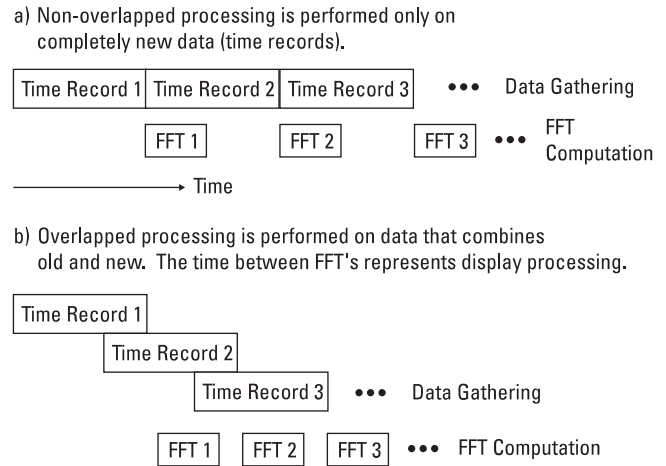 a) Non-overlapped processing is performed only on
completely new data (time records).
Time Record 1 Time Record 2 Time Record 3 ••• Data Gathering
FFT 1 FFT 2 FFT 3 ••• FFT
Computation
Time
b) Overlapped processing is performed on data that combines
old and new. The time between FFT's represents display processing.
Time Record 1
Time Record 2
Time Record 3 ••• Data Gathering
FFT 1 FFT 2 FFT 3 ••• FFT Computation